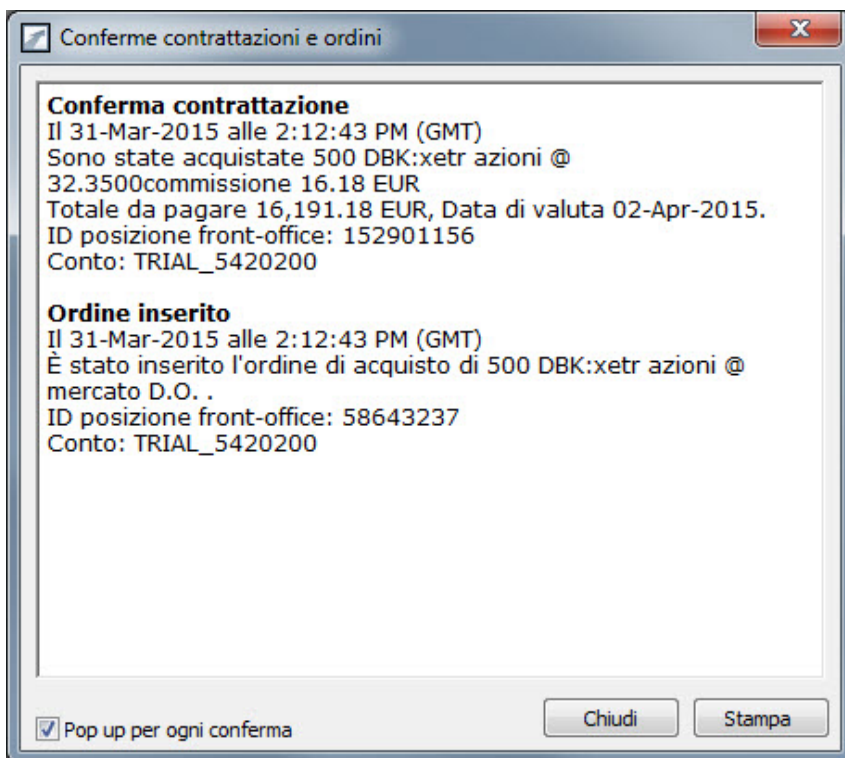 Conferme contrattazioni e ordini
Conferma contrattazione
Il 31-Mar-2015 alle 2:12:43 PM (GMT)
Sono state acquistate 500 DBK:xetr azioni @
32.3500commissione 16.18 EUR
Totale da pagare 16,191.18 EUR, Data di valuta 02-Apr-2015.
ID posizione front-office: 152901156
Conto: TRIAL_5420200
Ordine inserito
Il 31-Mar-2015 alle 2:12:43 PM (GMT)
È stato inserito l'ordine di acquisto di 500 DBK:xetr azioni @
mercato D.O. .
ID posizione front-office: 58643237
Conto: TRIAL_5420200
Pop up per ogni conferma
Chiudi
Stampa